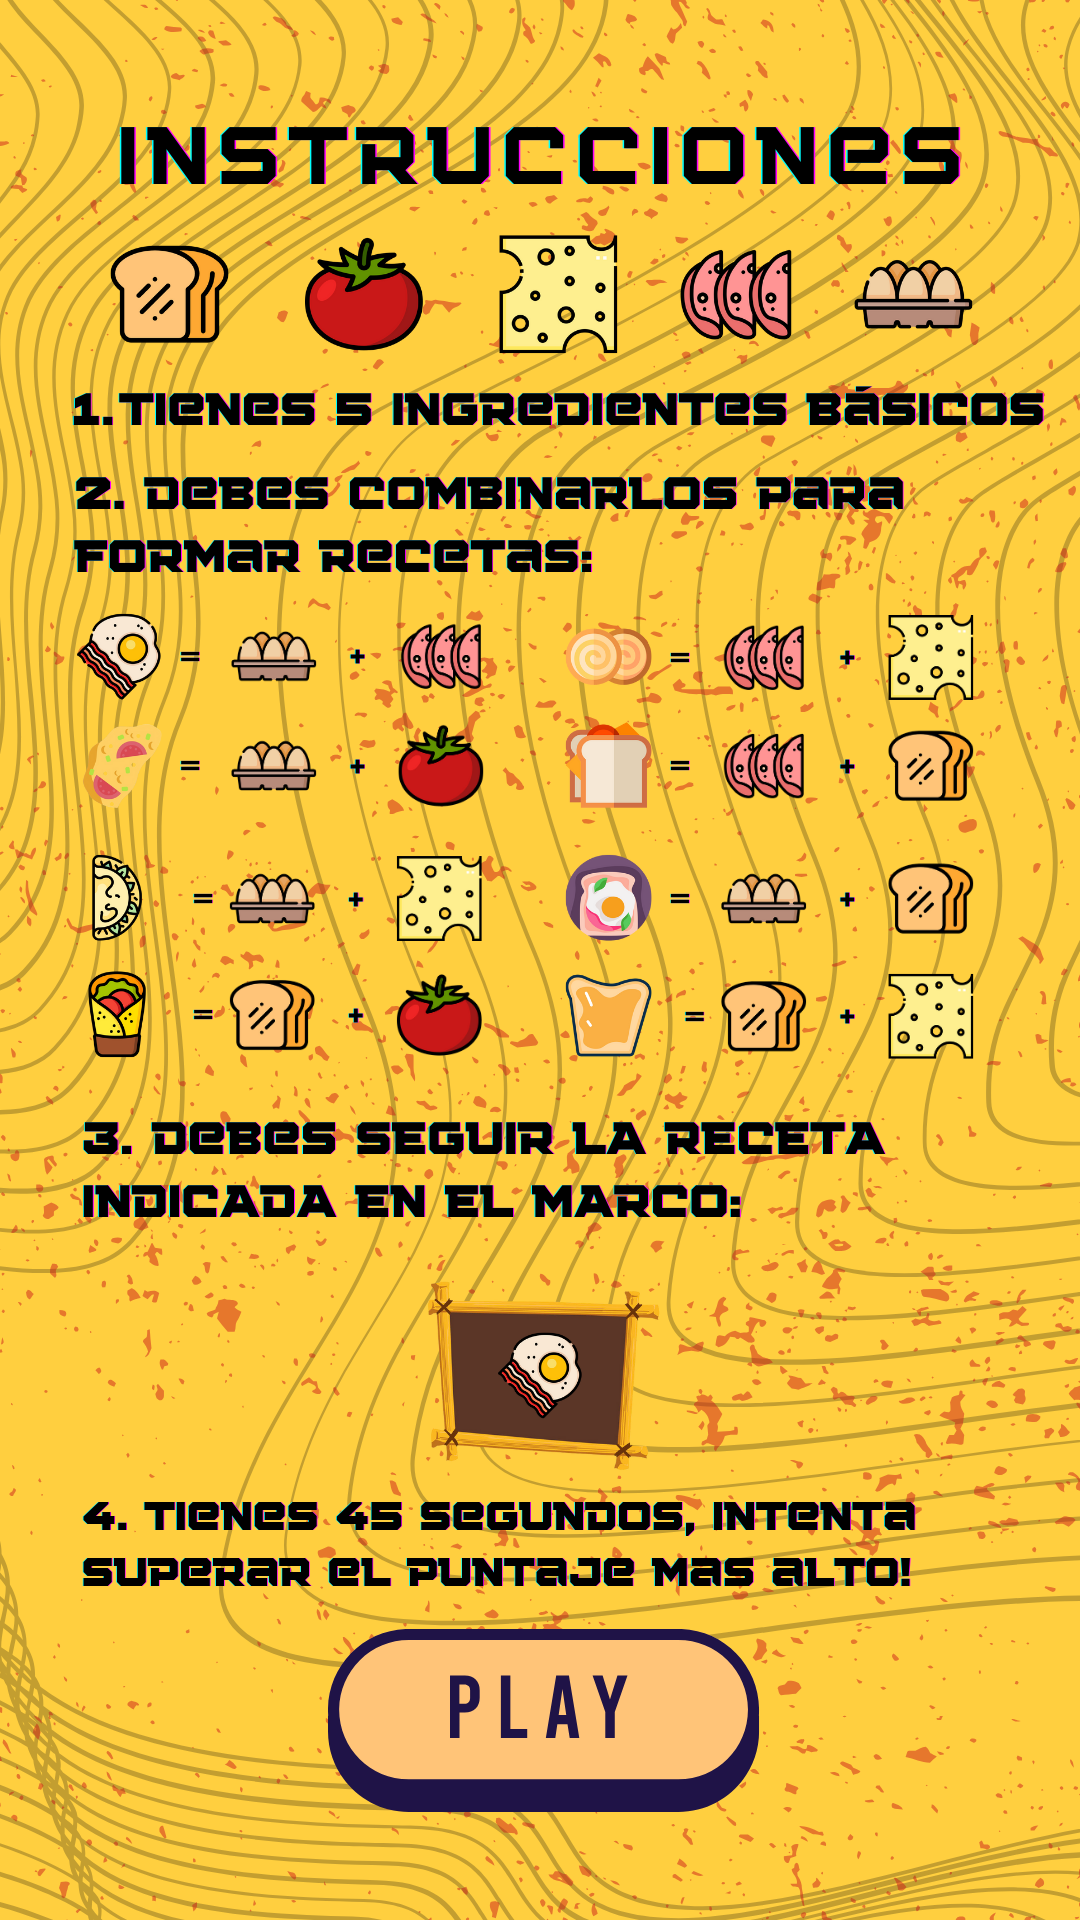 INSTRUCCIONES
1. TIENES 5 INGREDIENTES BÁSICOS
2. DEBES COMBINARLOS PARA
FORMAR RECETAS:
= + = +
= + = +
= + = +
= + = +
3. DEBES SEGUIR LA RECETA
INDICADA EN EL MARCO:
4. TIENES 45 SEGUNDOS, INTENTA
SUPERAR EL PUNTAJE MAS ALTO!
PLAY